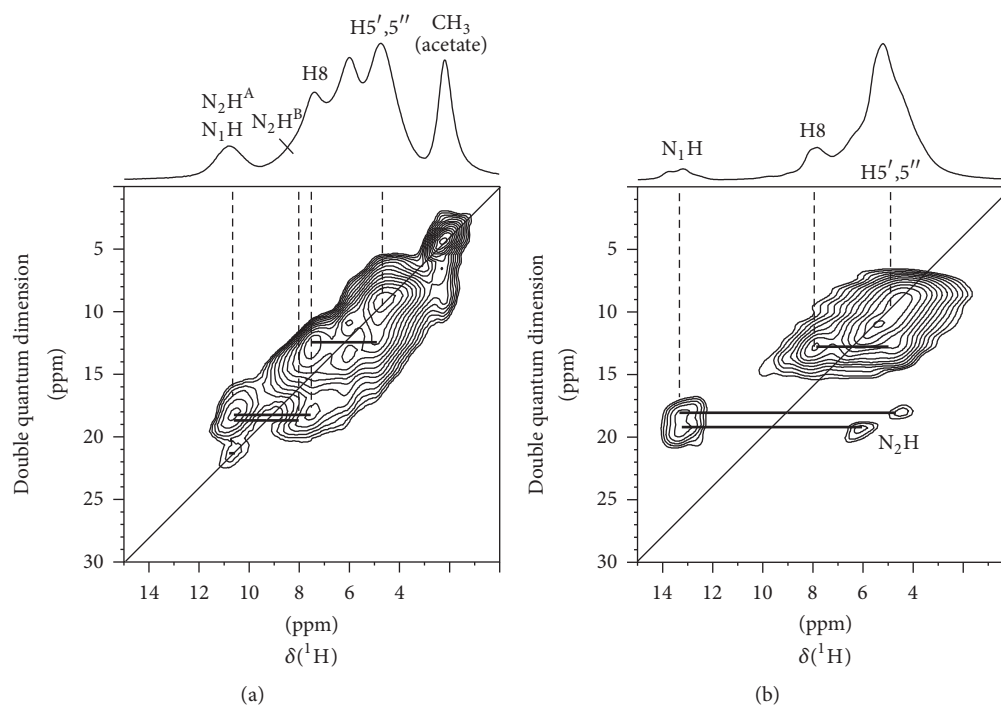 H5′,5″
CH₃
(acetate)
H8
N₂Hᴬ
N₁H
N₂Hᴮ
5
10
15
20
25
30
Double quantum dimension
(ppm)
14 12 10 8 6 4
(ppm)
δ(¹H)
(a)
N₁H
H8
H5′,5″
N₂H
5
10
15
20
25
30
Double quantum dimension
(ppm)
14 12 10 8 6 4
(ppm)
δ(¹H)
(b)